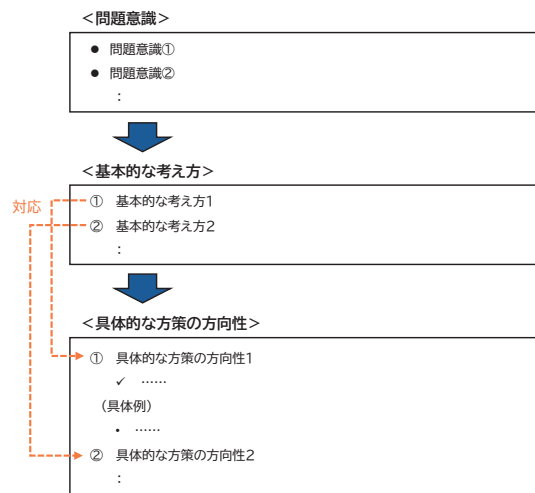 ＜問題意識＞
● 問題意識①
● 問題意識②
：
＜基本的な考え方＞
対応
① 基本的な考え方1
② 基本的な考え方2
：
＜具体的な方策の方向性＞
① 具体的な方策の方向性1
✓ ……
（具体例）
• ……
② 具体的な方策の方向性2
：